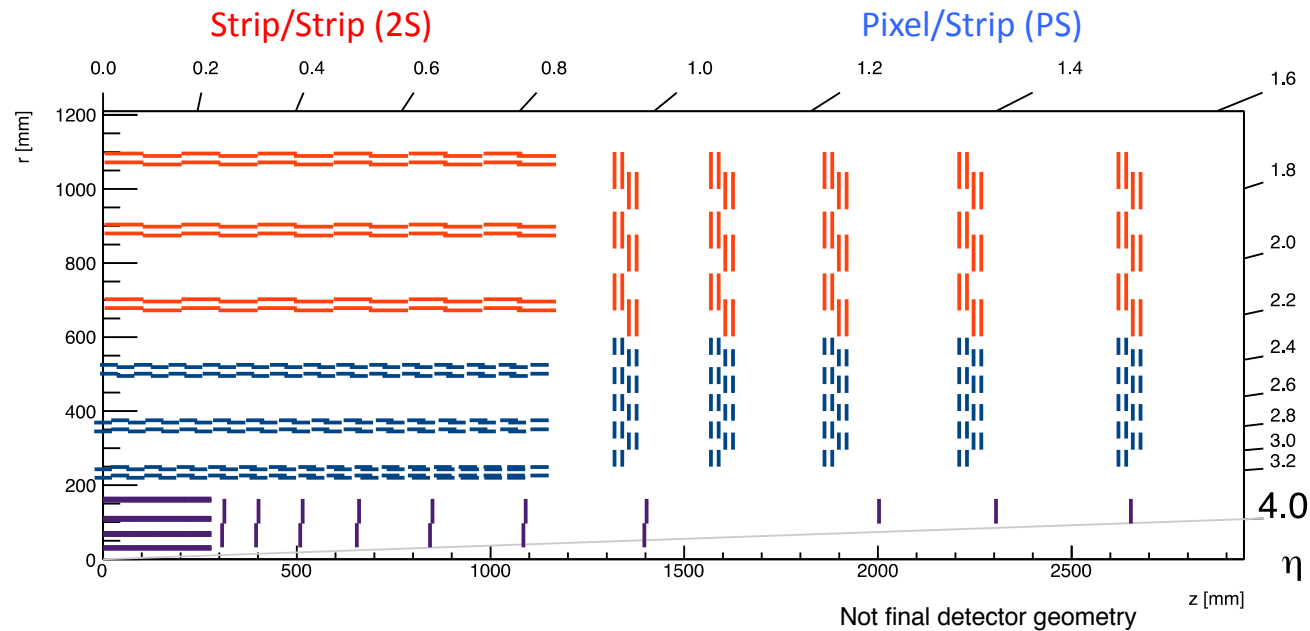 Strip/Strip (2S) Pixel/Strip (PS)
0.0 0.2 0.4 0.6 0.8 1.0 1.2 1.4 1.6
r [mm]
1200
1000
800
600
400
200
0
1.8
2.0
2.2
2.4
2.6
2.8
3.0
3.2
4.0
η
0 500 1000 1500 2000 2500
z [mm]
Not final detector geometry